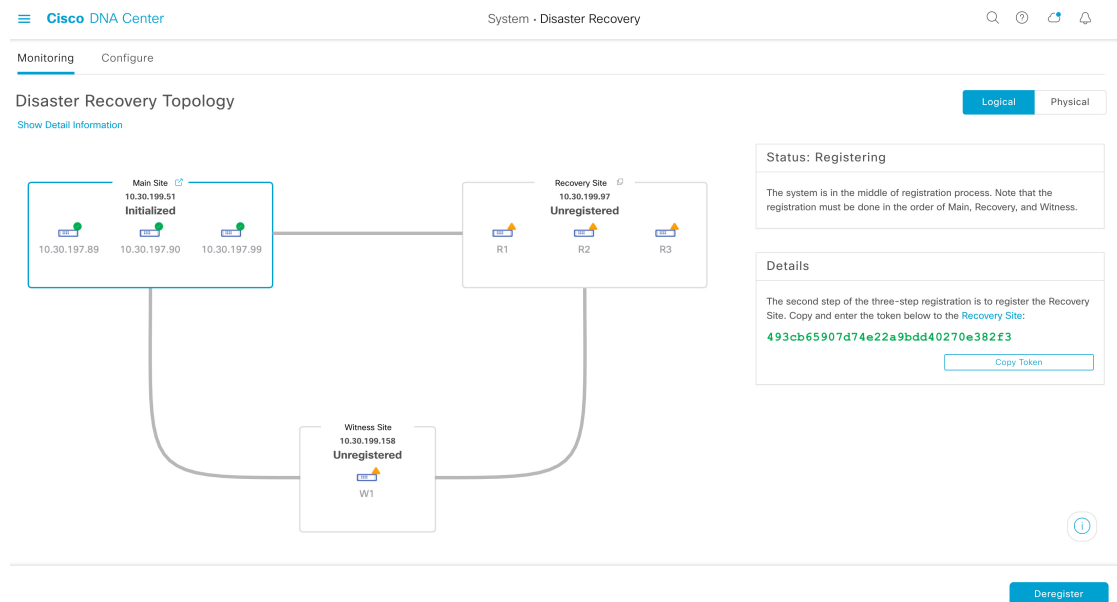 Cisco DNA Center
System · Disaster Recovery
Monitoring
Configure
Disaster Recovery Topology
Show Detail Information
Logical
Physical
Main Site
10.30.199.51
Initialized
10.30.197.89
10.30.197.90
10.30.197.99
Recovery Site
10.30.199.97
Unregistered
R1
R2
R3
Witness Site
10.30.199.158
Unregistered
W1
Status: Registering
The system is in the middle of registration process. Note that the
registration must be done in the order of Main, Recovery, and Witness.
Details
The second step of the three-step registration is to register the Recovery
Site. Copy and enter the token below to the Recovery Site:
493cb65907d74e22a9bdd40270e382f3
Copy Token
Deregister